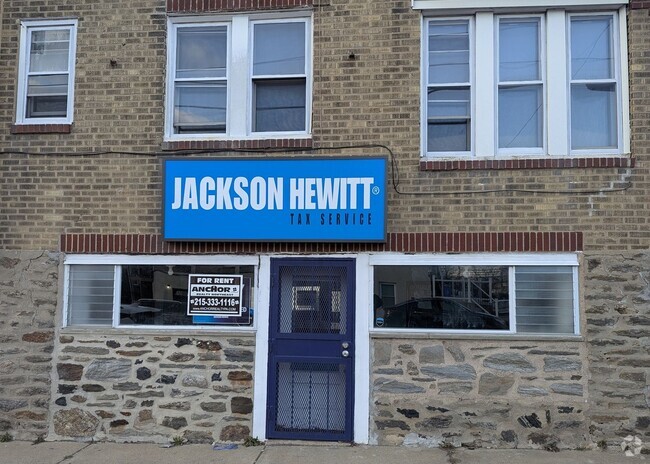 JACKSON HEWITT®
TAX SERVICE
FOR RENT
ANCHOR
215-333-1116